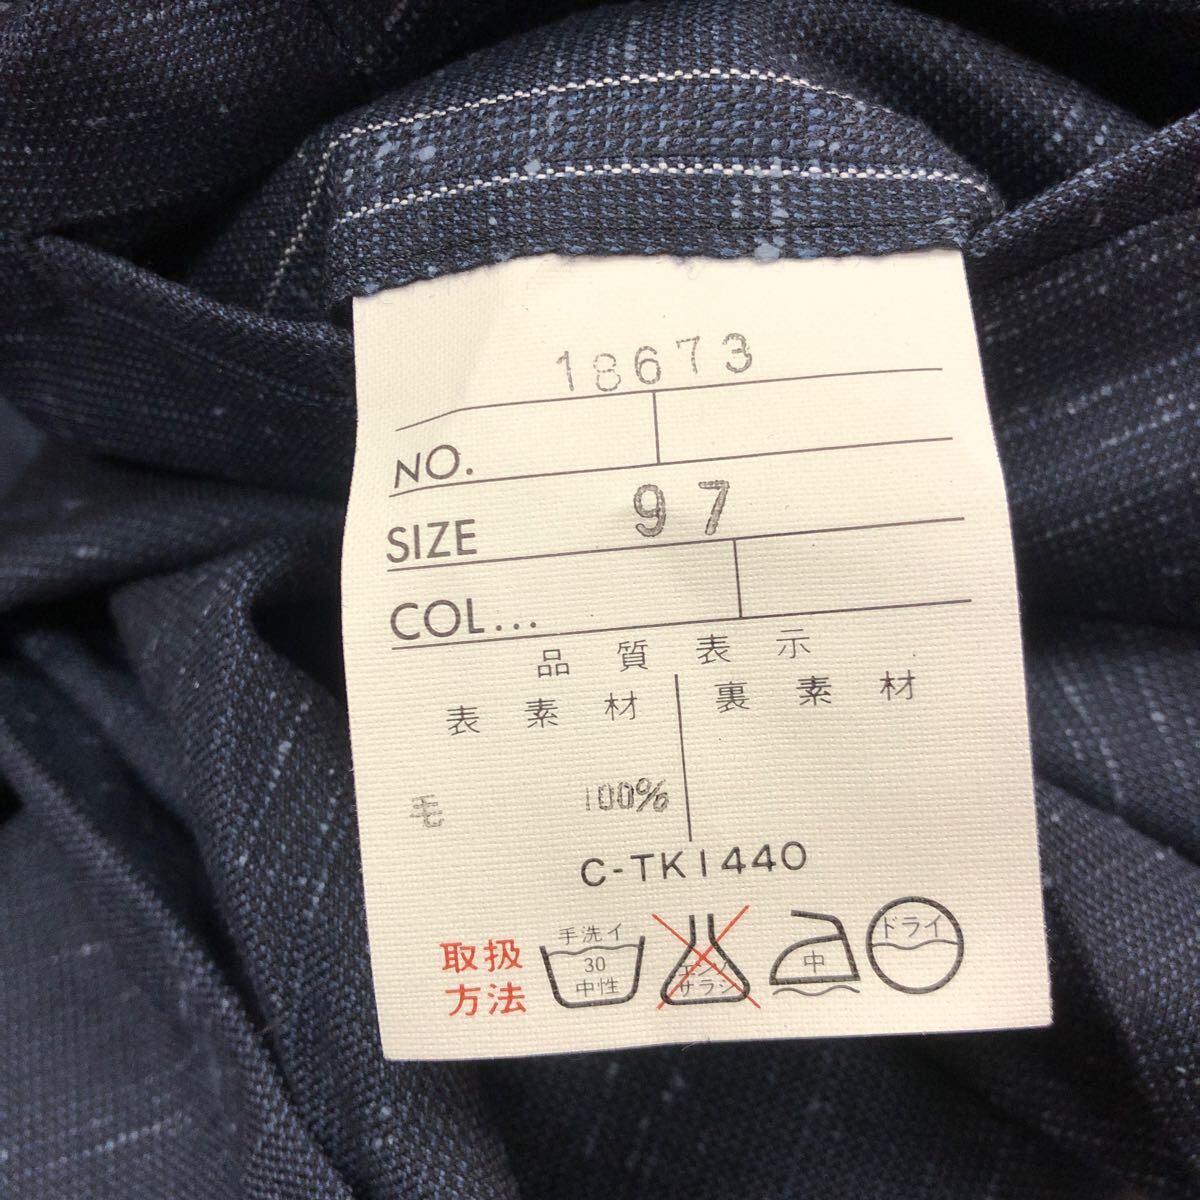 18673
NO.
SIZE 97
COL...
品質表示
表素材 裏素材
毛 100%
C-TK1440
取扱方法
手洗イ
30
中性
エンソ
サラシ
中
ドライ